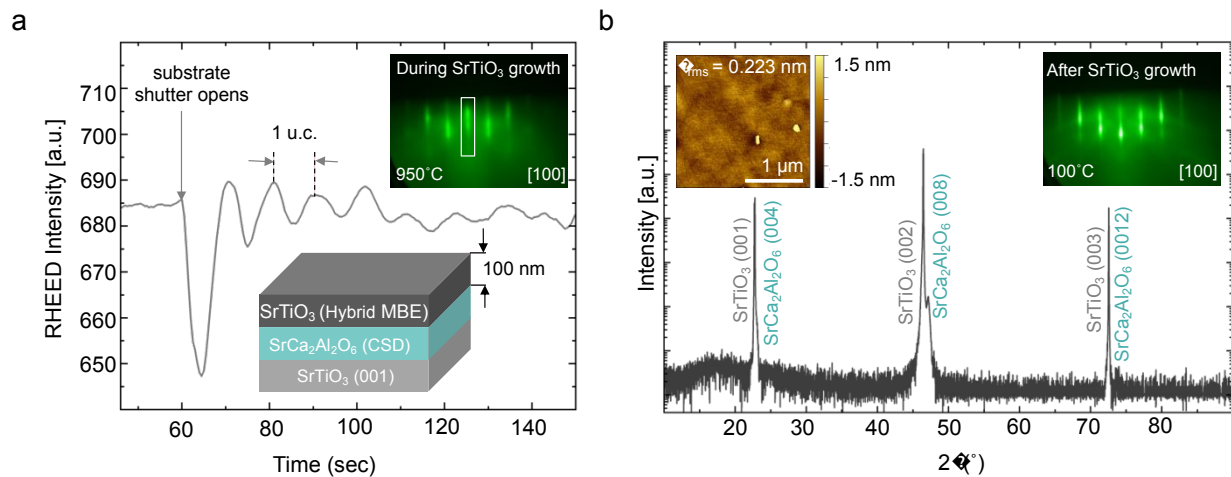 a
substrate
shutter opens
1 u.c.
During SrTiO₃ growth
950˚C
[100]
RHEED Intensity [a.u.]
710
700
690
680
670
660
650
60
80
100
120
140
Time (sec)
100 nm
SrTiO₃ (Hybrid MBE)
SrCa₂Al₂O₆ (CSD)
SrTiO₃ (001)
b
�rms = 0.223 nm
1 µm
1.5 nm
-1.5 nm
After SrTiO₃ growth
100˚C
[100]
Intensity [a.u.]
SrTiO₃ (001)
SrCa₂Al₂O₆ (004)
SrTiO₃ (002)
SrCa₂Al₂O₆ (008)
SrTiO₃ (003)
SrCa₂Al₂O₆ (0012)
20
30
40
50
60
70
80
2�(˚)